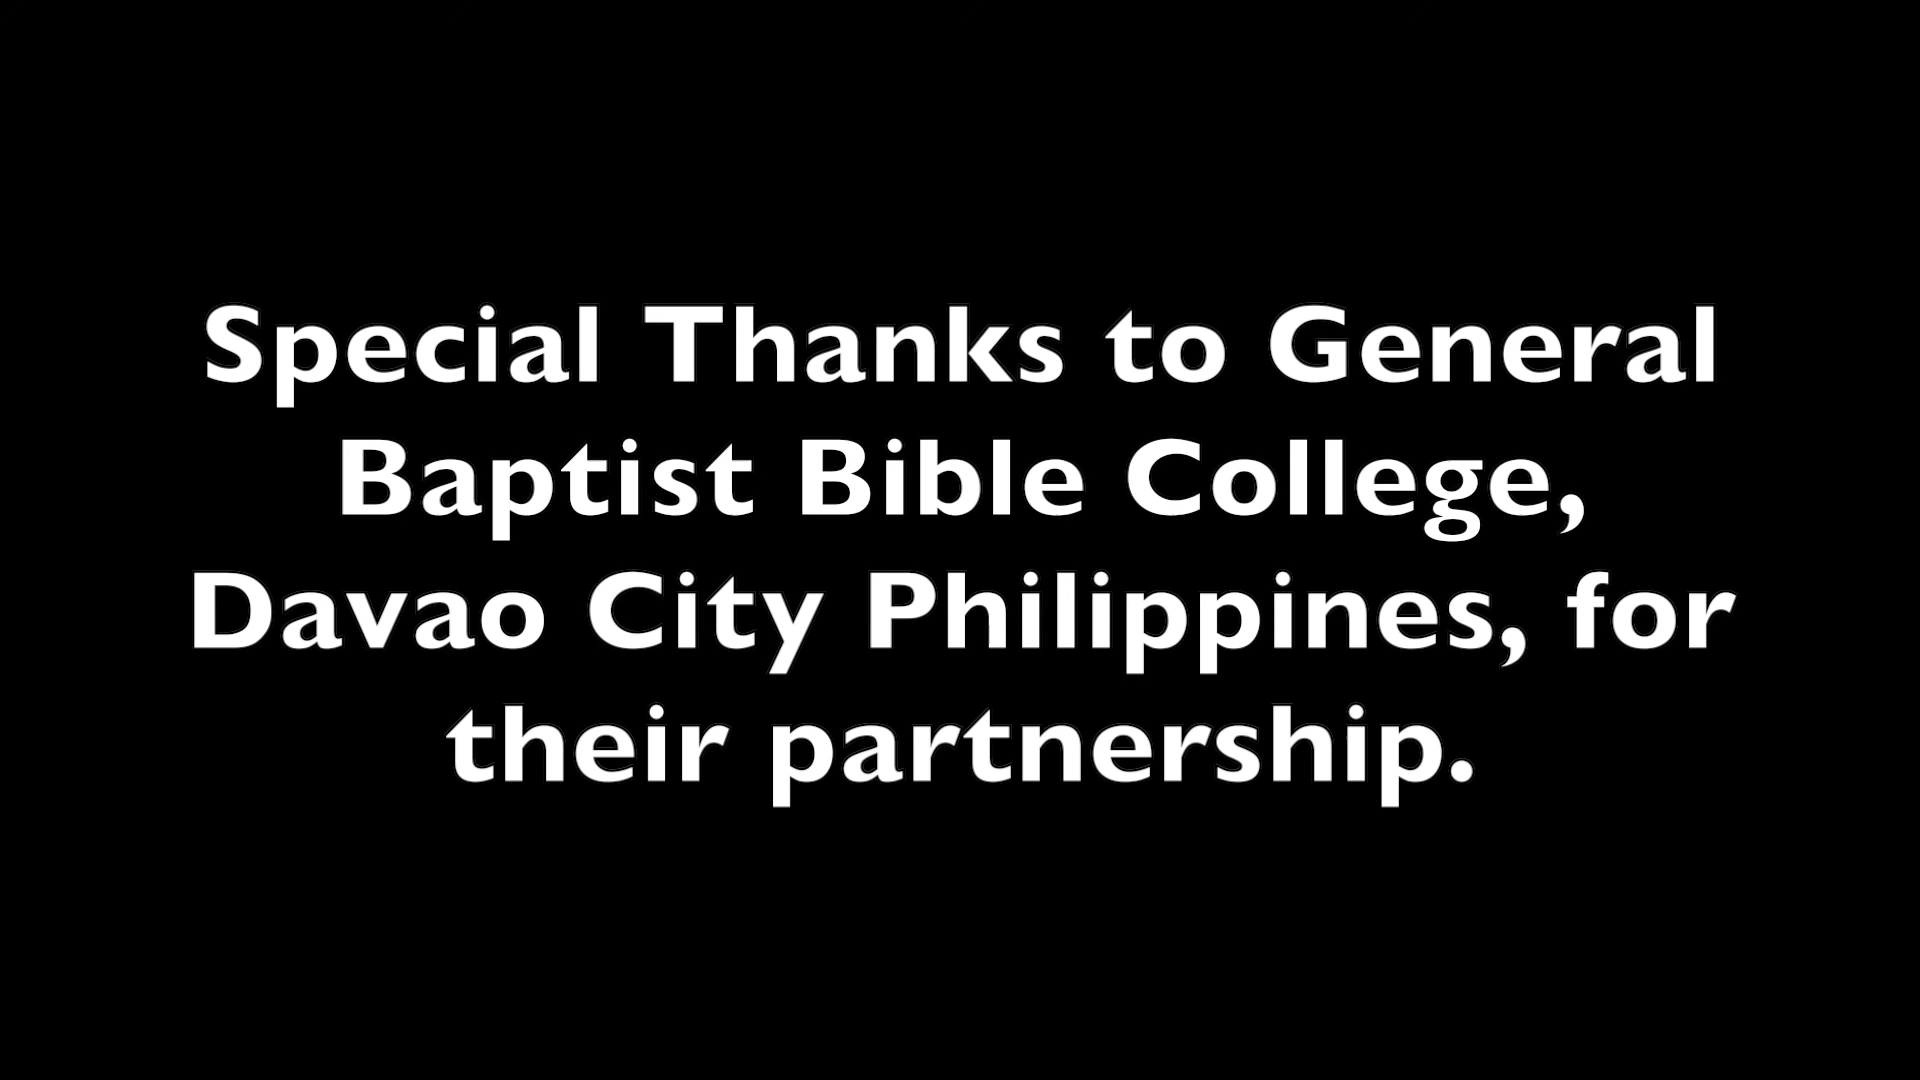 Special Thanks to General
Baptist Bible College,
Davao City Philippines, for
their partnership.